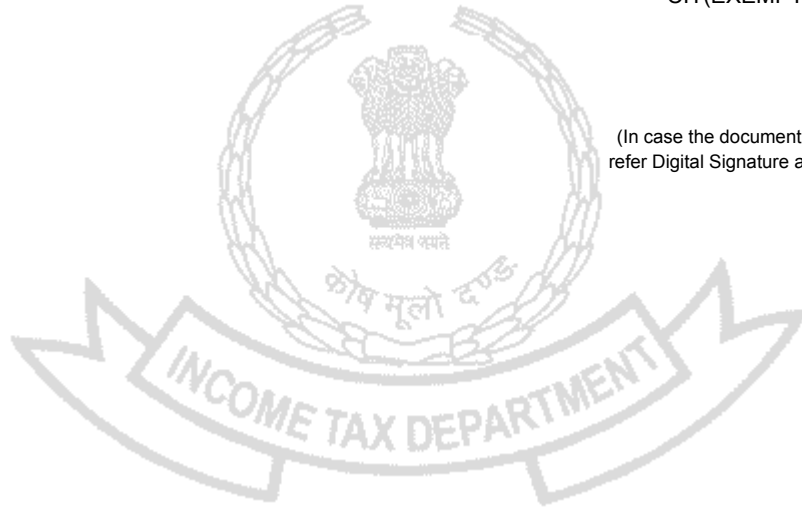 (In case the document
refer Digital Signature a
सत्यमेव जयते
कोष मूलो दण्ड:
INCOME TAX DEPARTMENT